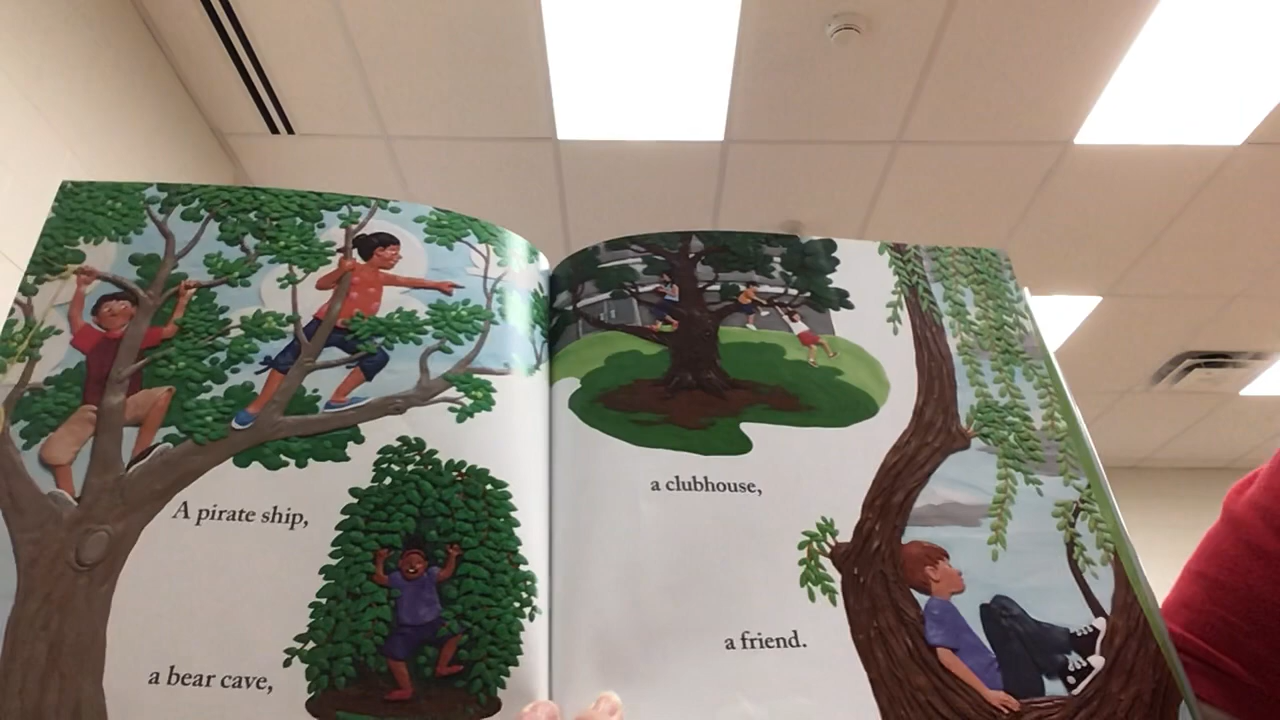 A pirate ship,
a bear cave,
a clubhouse,
a friend.